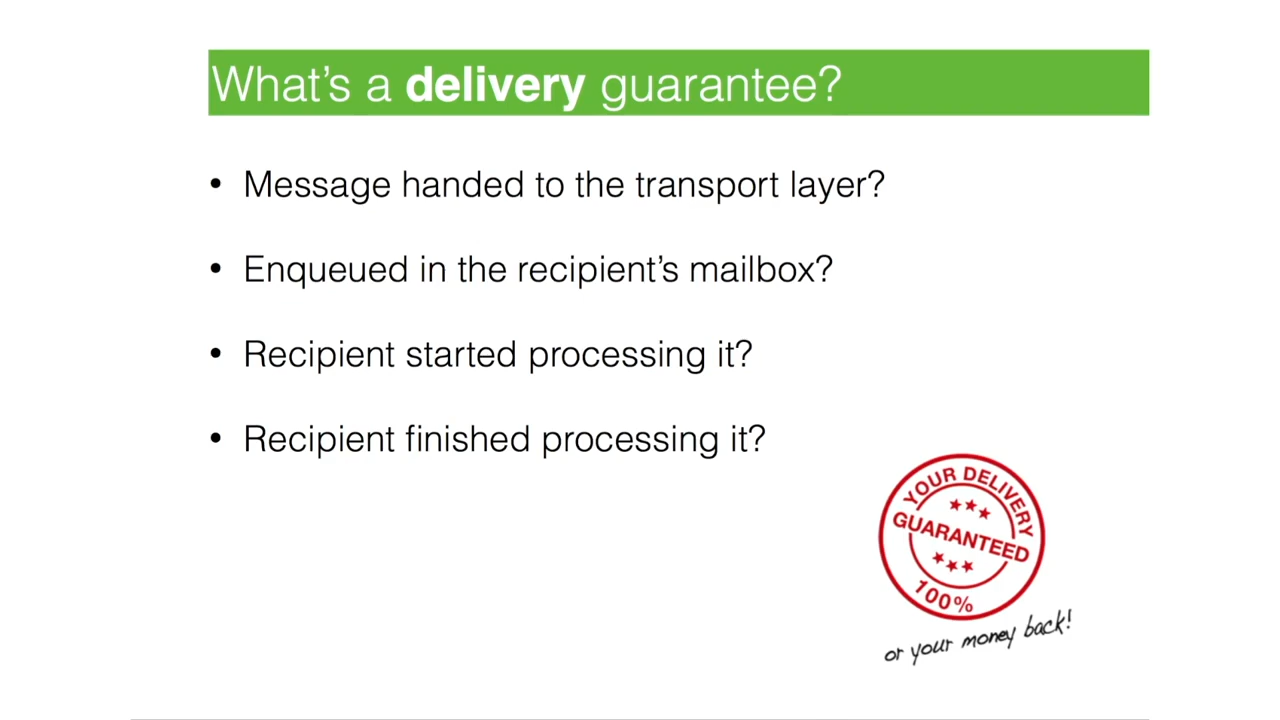 What's a delivery guarantee?
• Message handed to the transport layer?
• Enqueued in the recipient's mailbox?
• Recipient started processing it?
• Recipient finished processing it?
YOUR DELIVERY
GUARANTEED
100%
or your money back!